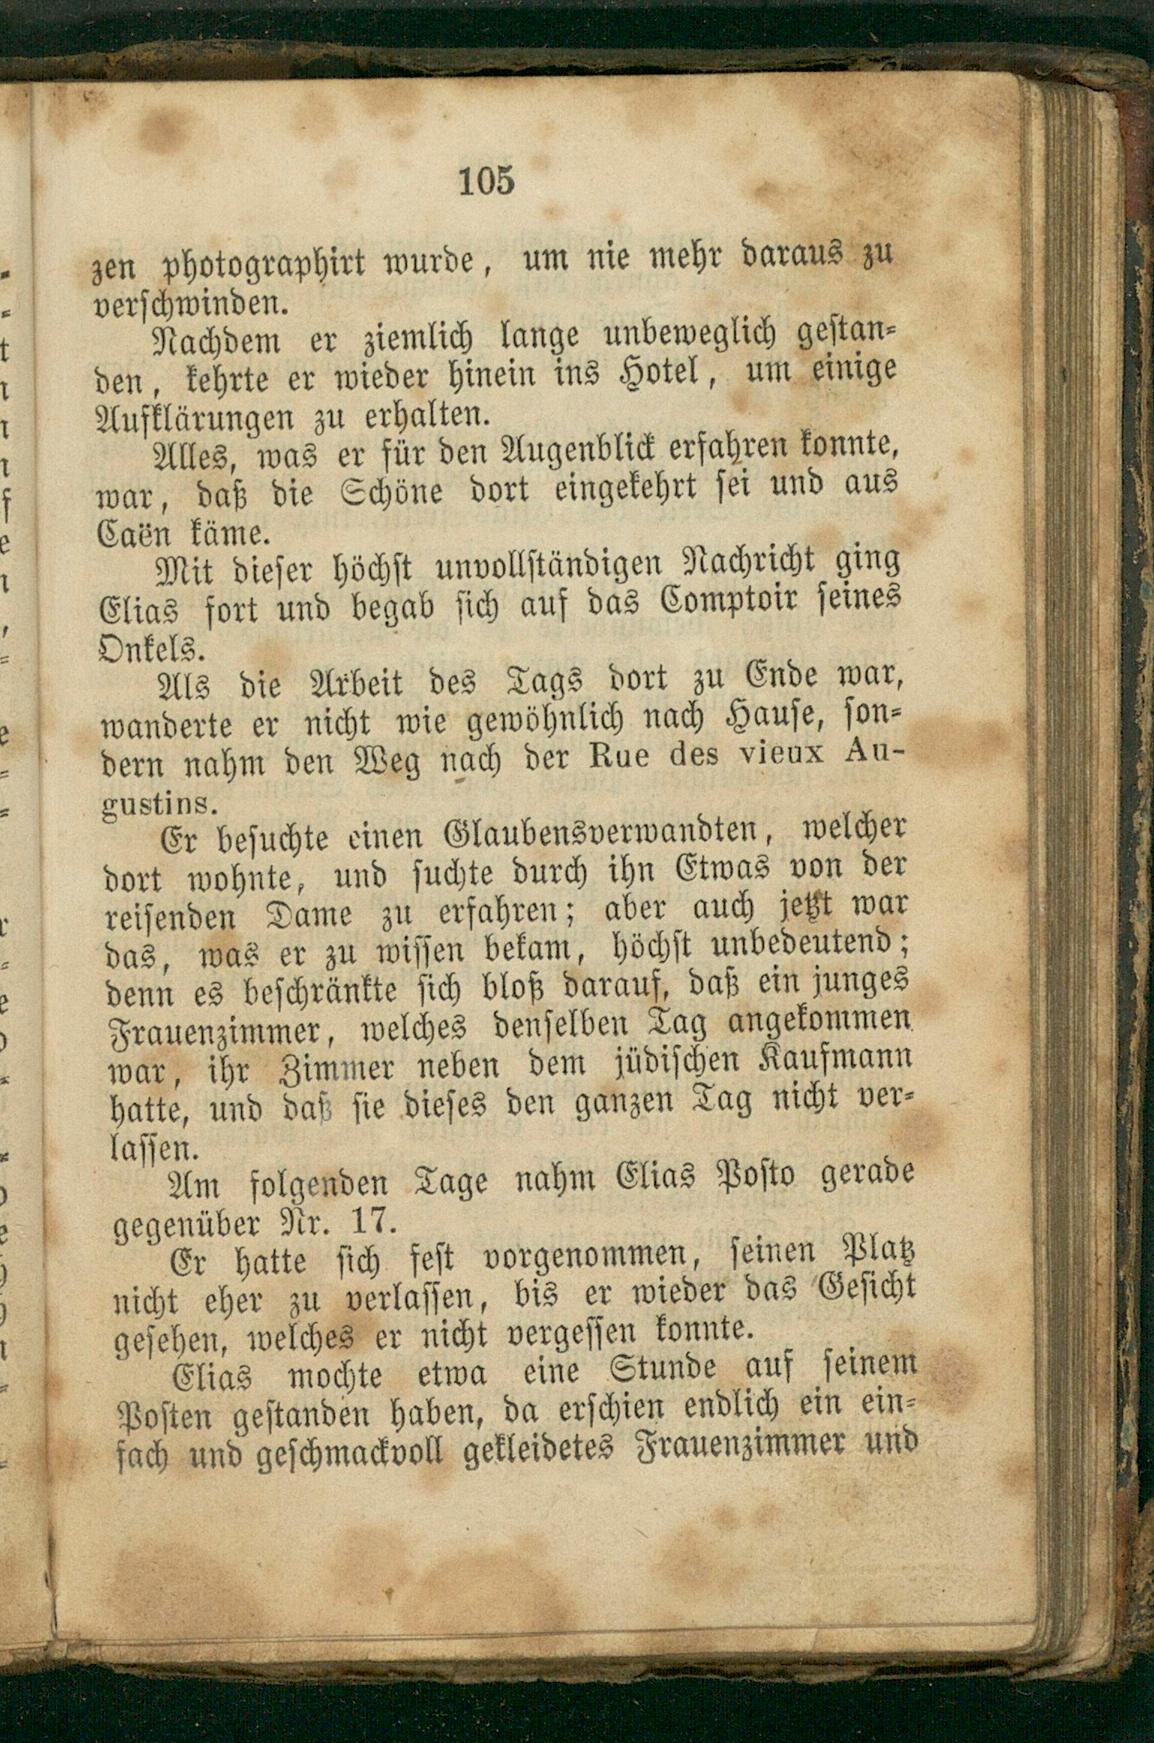 105
zen photographirt wurde, um nie mehr daraus zu
verschwinden.
Nachdem er ziemlich lange unbeweglich gestan-
den, kehrte er wieder hinein ins Hotel, um einige
Aufklärungen zu erhalten.
Alles, was er für den Augenblick erfahren konnte,
war, daß die Schöne dort eingekehrt sei und aus
Caën käme.
Mit dieser höchst unvollständigen Nachricht ging
Elias fort und begab sich auf das Comptoir seines
Onkels.
Als die Arbeit des Tags dort zu Ende war,
wanderte er nicht wie gewöhnlich nach Hause, son-
dern nahm den Weg nach der Rue des vieux Au-
gustins.
Er besuchte einen Glaubensverwandten, welcher
dort wohnte, und suchte durch ihn Etwas von der
reisenden Dame zu erfahren; aber auch jetzt war
das, was er zu wissen bekam, höchst unbedeutend;
denn es beschränkte sich bloß darauf, daß ein junges
Frauenzimmer, welches denselben Tag angekommen
war, ihr Zimmer neben dem jüdischen Kaufmann
hatte, und daß sie dieses den ganzen Tag nicht ver-
lassen.
Am folgenden Tage nahm Elias Posto gerade
gegenüber Nr. 17.
Er hatte sich fest vorgenommen, seinen Platz
nicht eher zu verlassen, bis er wieder das Gesicht
gesehen, welches er nicht vergessen konnte.
Elias mochte etwa eine Stunde auf seinem
Posten gestanden haben, da erschien endlich ein ein-
fach und geschmackvoll gekleidetes Frauenzimmer und